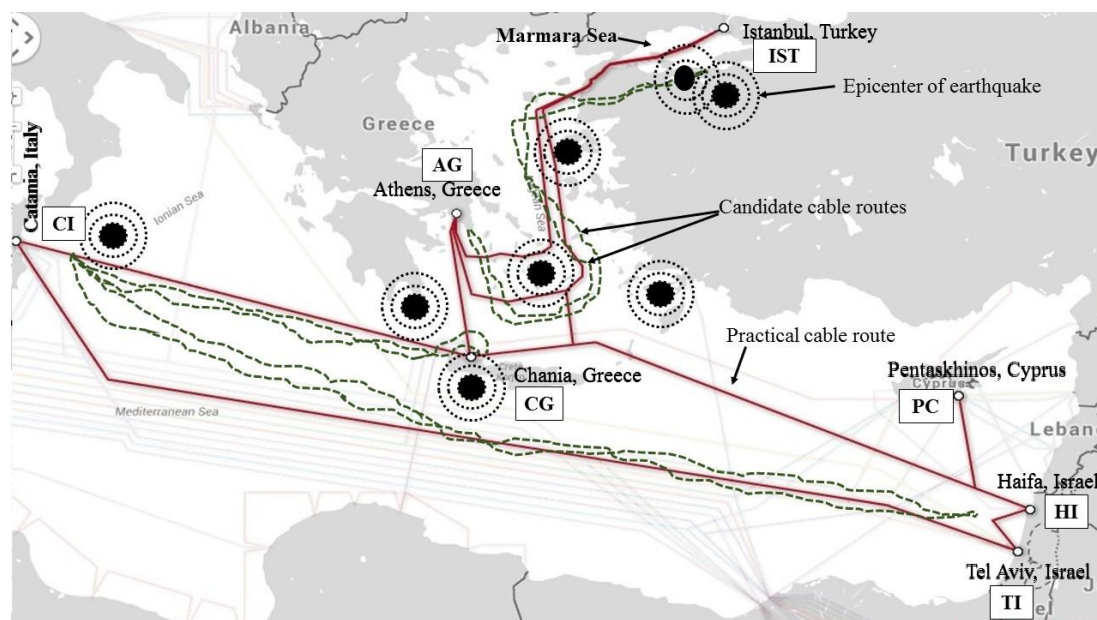 Albania
Marmara Sea
Istanbul, Turkey
IST
Epicenter of earthquake
Greece
Turkey
AG
Athens, Greece
Catania, Italy
CI
Ionian Sea
Candidate cable routes
Practical cable route
Chania, Greece
CG
Mediterranean Sea
Pentaskhinos, Cyprus
Cyprus
PC
Haifa, Israel
HI
Tel Aviv, Israel
TI